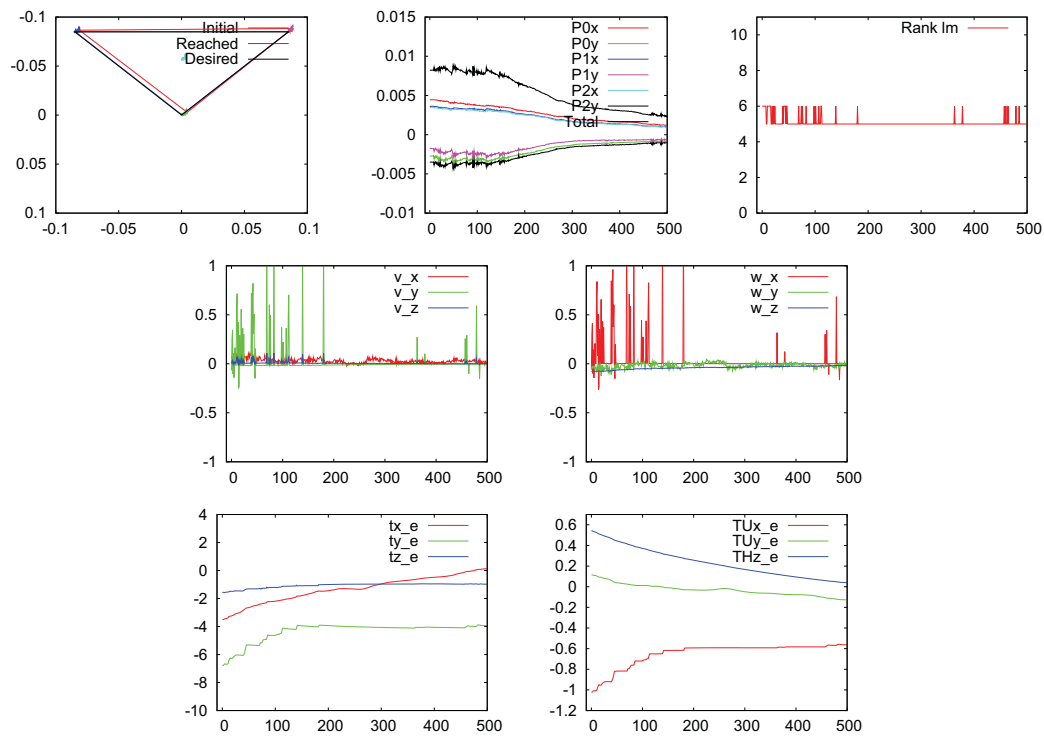 -0.1
-0.05
0
0.05
0.1
-0.1 -0.05 0 0.05 0.1
Initial
Reached
Desired
0.015
0.01
0.005
0
-0.005
-0.01
0 100 200 300 400 500
P0x
P0y
P1x
P1y
P2x
P2y
Total
10
8
6
4
2
0
0 100 200 300 400 500
Rank lm
1
0.5
0
-0.5
-1
0 100 200 300 400 500
v_x
v_y
v_z
1
0.5
0
-0.5
-1
0 100 200 300 400 500
w_x
w_y
w_z
4
2
0
-2
-4
-6
-8
-10
0 100 200 300 400 500
tx_e
ty_e
tz_e
0.6
0.4
0.2
0
-0.2
-0.4
-0.6
-0.8
-1
-1.2
0 100 200 300 400 500
TUx_e
TUy_e
THz_e